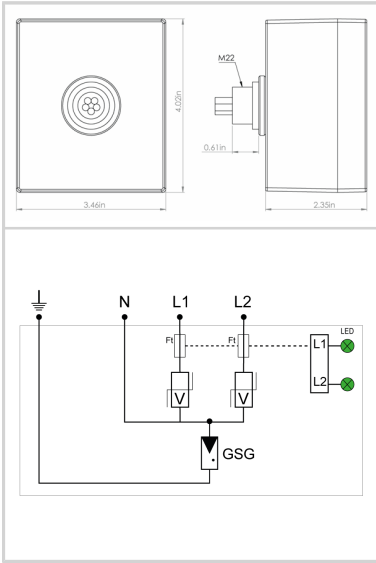 M22
4.02in
0.61in
3.46in
2.35in
N L1 L2
LED
Ft Ft L1
V V L2
GSG